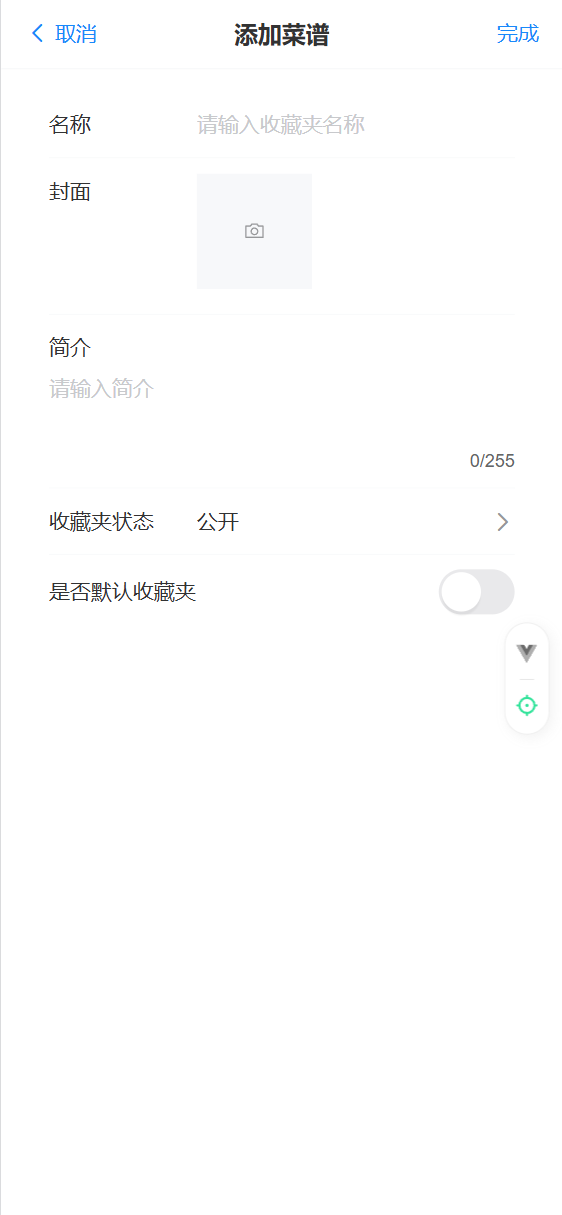 取消 添加菜谱 完成
名称 请输入收藏夹名称
封面
简介
请输入简介
0/255
收藏夹状态 公开
是否默认收藏夹